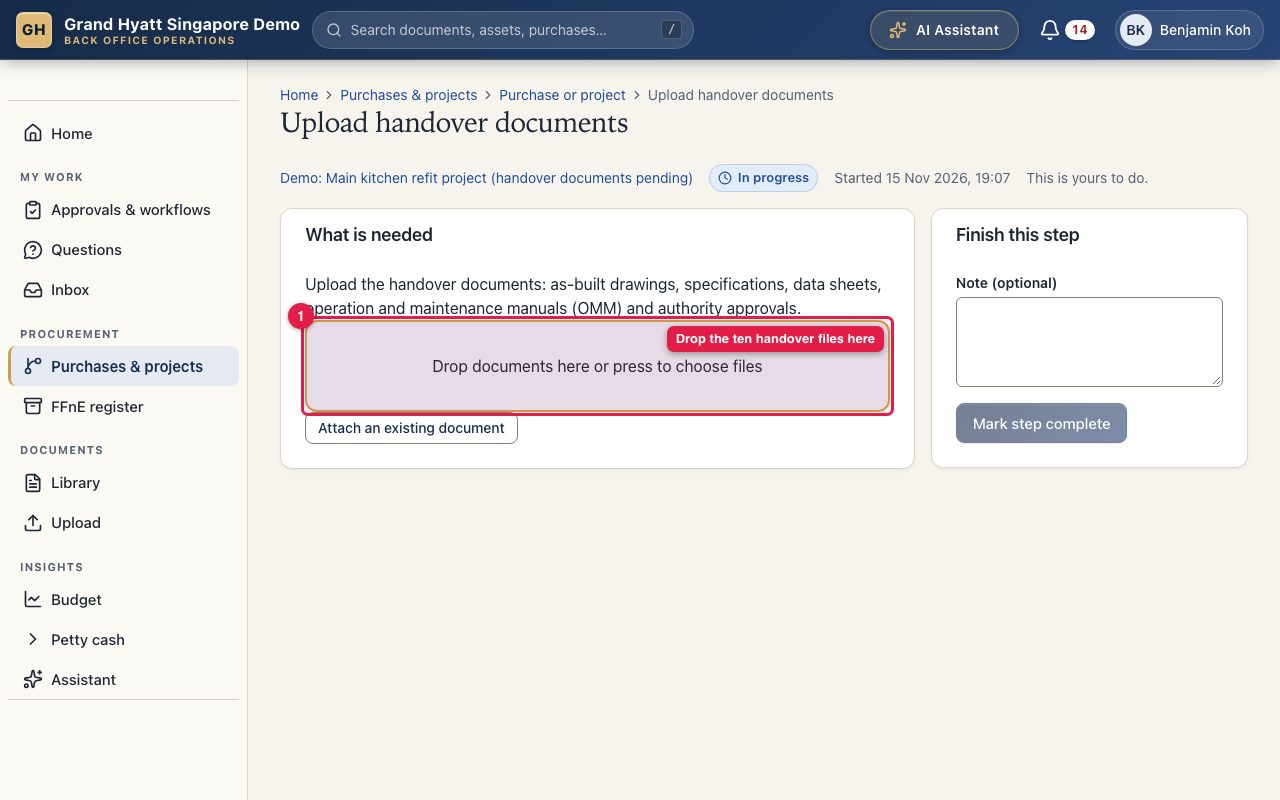 GH
Grand Hyatt Singapore Demo
BACK OFFICE OPERATIONS
Search documents, assets, purchases...
/
AI Assistant
14
BK
Benjamin Koh
Home
MY WORK
Approvals & workflows
Questions
Inbox
PROCUREMENT
Purchases & projects
FFnE register
DOCUMENTS
Library
Upload
INSIGHTS
Budget
Petty cash
Assistant
Home > Purchases & projects > Purchase or project > Upload handover documents
Upload handover documents
Demo: Main kitchen refit project (handover documents pending)
In progress
Started 15 Nov 2026, 19:07
This is yours to do.
What is needed
Upload the handover documents: as-built drawings, specifications, data sheets,
operation and maintenance manuals (OMM) and authority approvals.
1
Drop the ten handover files here
Drop documents here or press to choose files
Attach an existing document
Finish this step
Note (optional)
Mark step complete